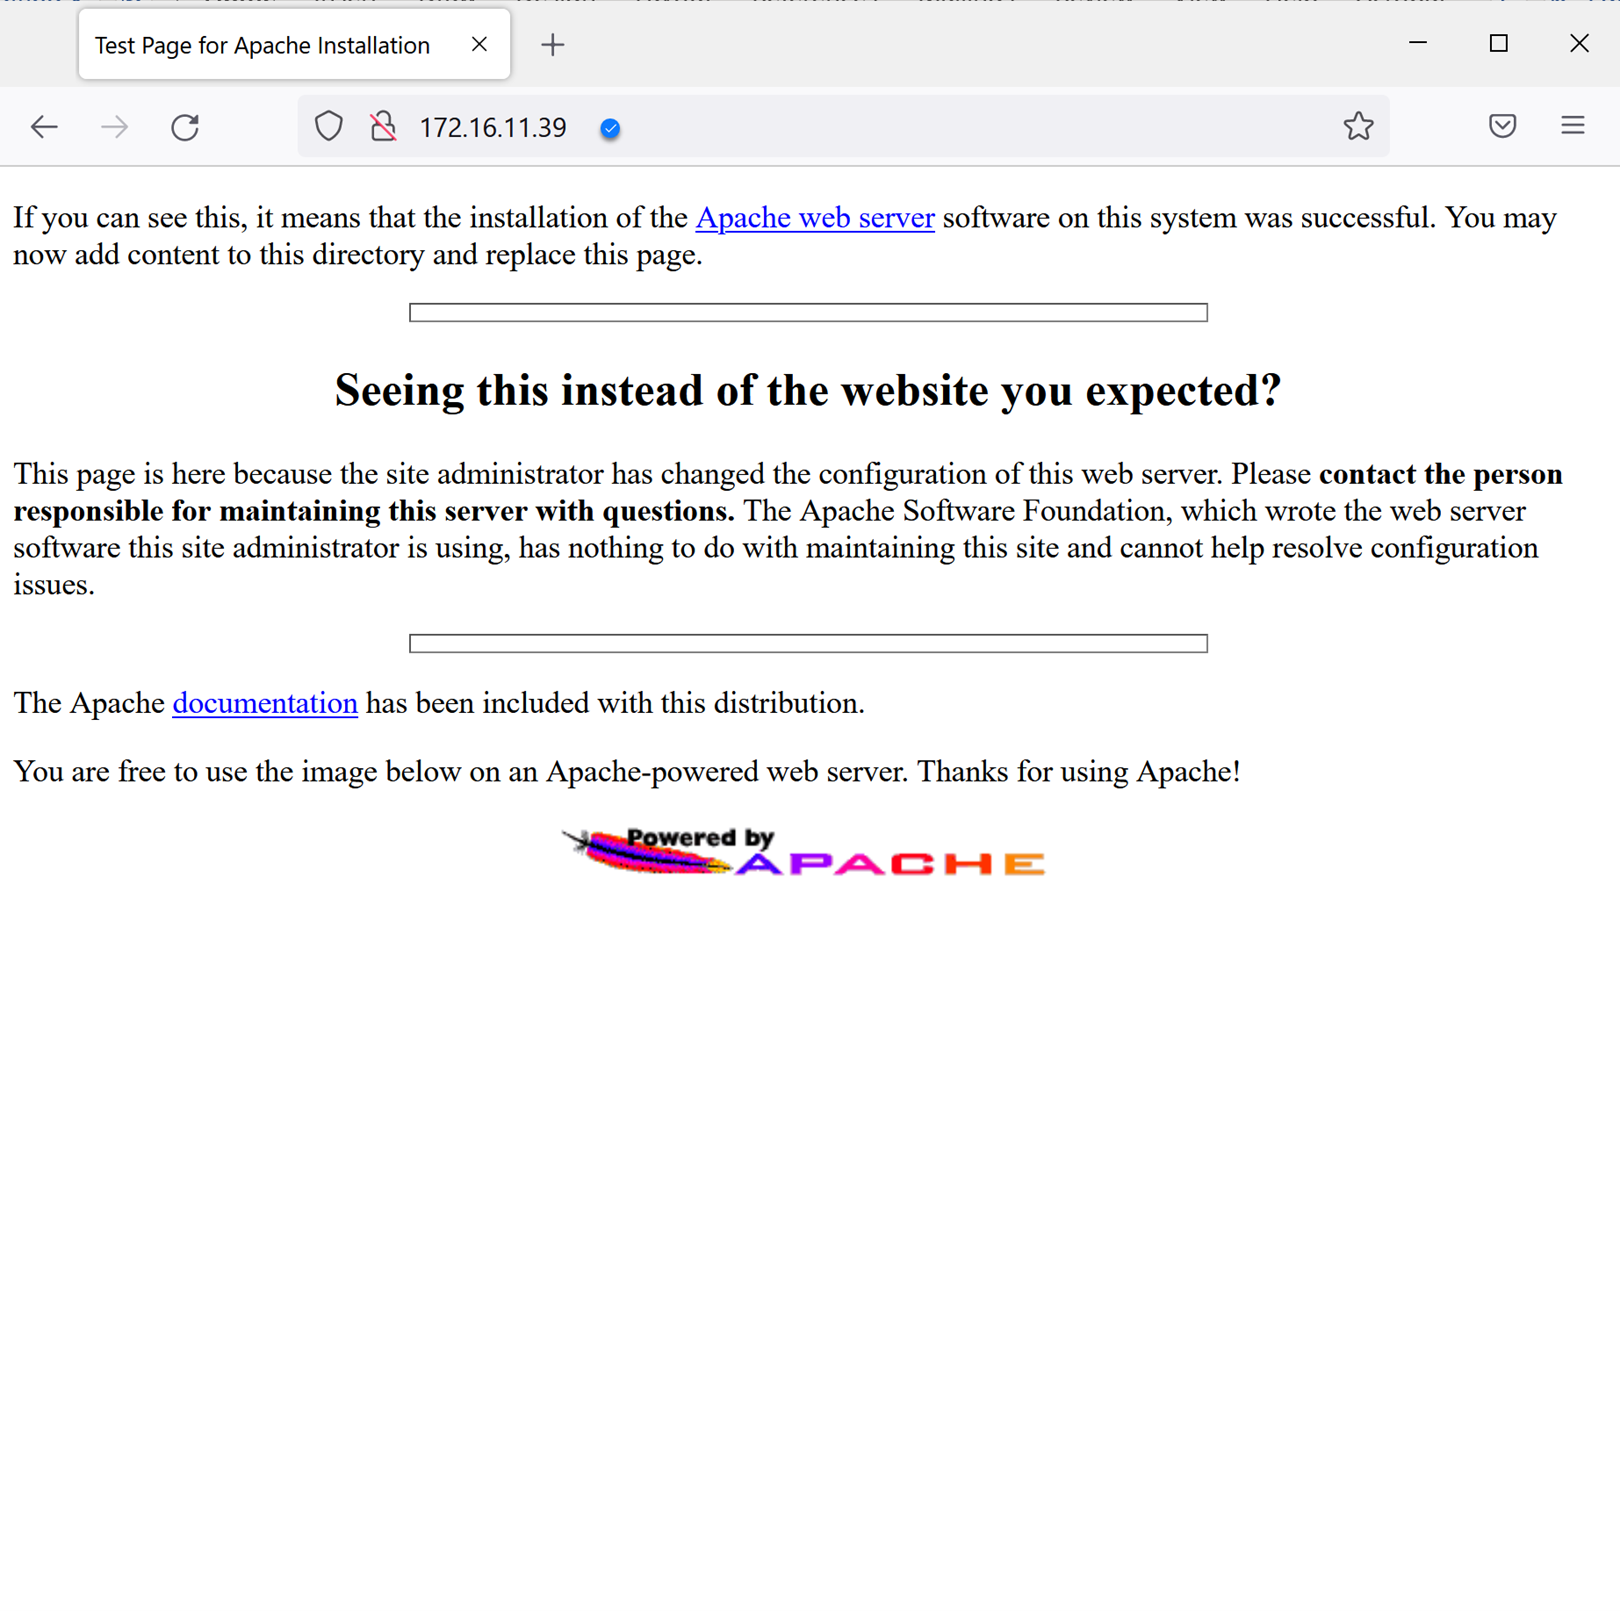 Test Page for Apache Installation
172.16.11.39
If you can see this, it means that the installation of the Apache web server software on this system was successful. You may
now add content to this directory and replace this page.
Seeing this instead of the website you expected?
This page is here because the site administrator has changed the configuration of this web server. Please contact the person
responsible for maintaining this server with questions. The Apache Software Foundation, which wrote the web server
software this site administrator is using, has nothing to do with maintaining this site and cannot help resolve configuration
issues.
The Apache documentation has been included with this distribution.
You are free to use the image below on an Apache-powered web server. Thanks for using Apache!
Powered by
APACHE